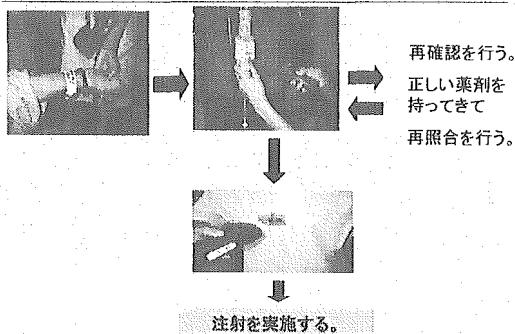 再確認を行う。
正しい薬剤を
持ってきて
再照合を行う。
注射を実施する。